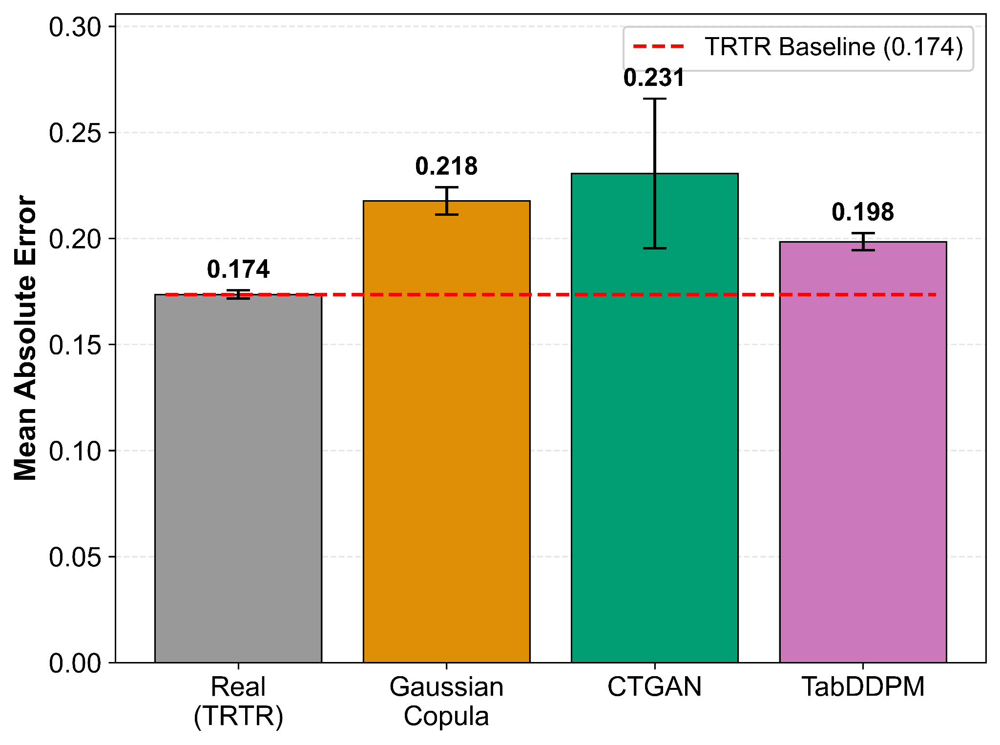 0.30
0.25
0.20
0.15
0.10
0.05
0.00
Mean Absolute Error
TRTR Baseline (0.174)
0.174
0.218
0.231
0.198
Real
(TRTR)
Gaussian
Copula
CTGAN
TabDDPM